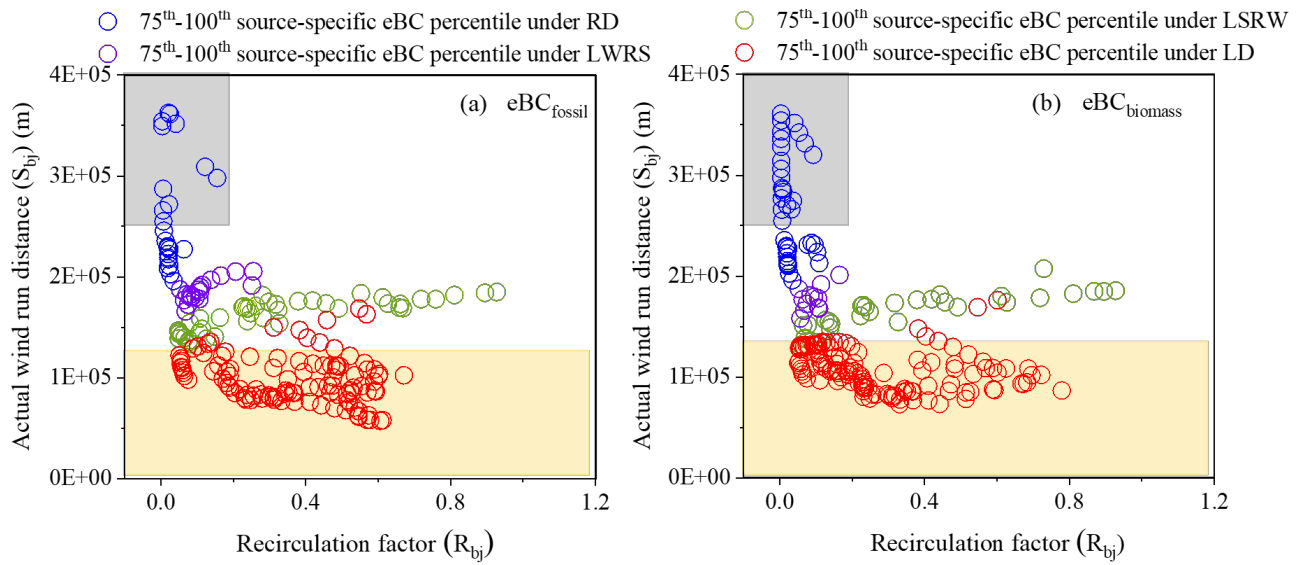 75th-100th source-specific eBC percentile under RD
75th-100th source-specific eBC percentile under LSRW
75th-100th source-specific eBC percentile under LWRS
75th-100th source-specific eBC percentile under LD
(a) eBCfossil
Actual wind run distance (Sbj) (m)
4E+05
3E+05
2E+05
1E+05
0E+00
0.0 0.4 0.8 1.2
Recirculation factor (Rbj)
(b) eBCbiomass
Actual wind run distance (Sbj) (m)
4E+05
3E+05
2E+05
1E+05
0E+00
0.0 0.4 0.8 1.2
Recirculation factor (Rbj)